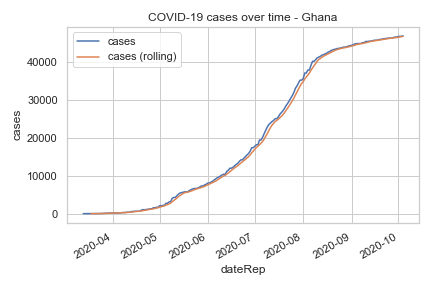 COVID-19 cases over time - Ghana
cases
cases (rolling)
40000
30000
20000
10000
0
cases
2020-04
2020-05
2020-06
2020-07
2020-08
2020-09
2020-10
dateRep